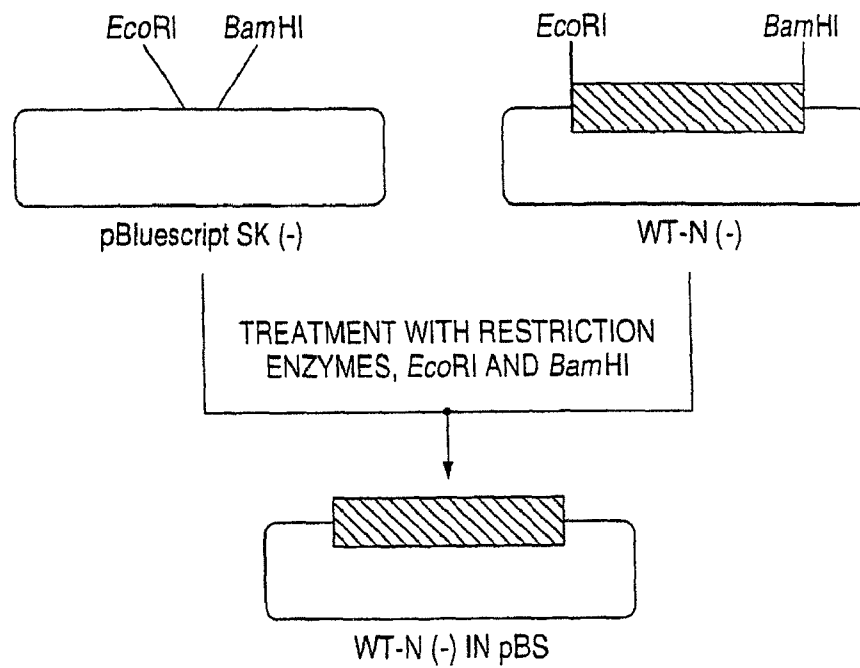 EcoRI BamHI
EcoRI BamHI
pBluescript SK (-)
WT-N (-)
TREATMENT WITH RESTRICTION
ENZYMES, EcoRI AND BamHI
WT-N (-) IN pBS